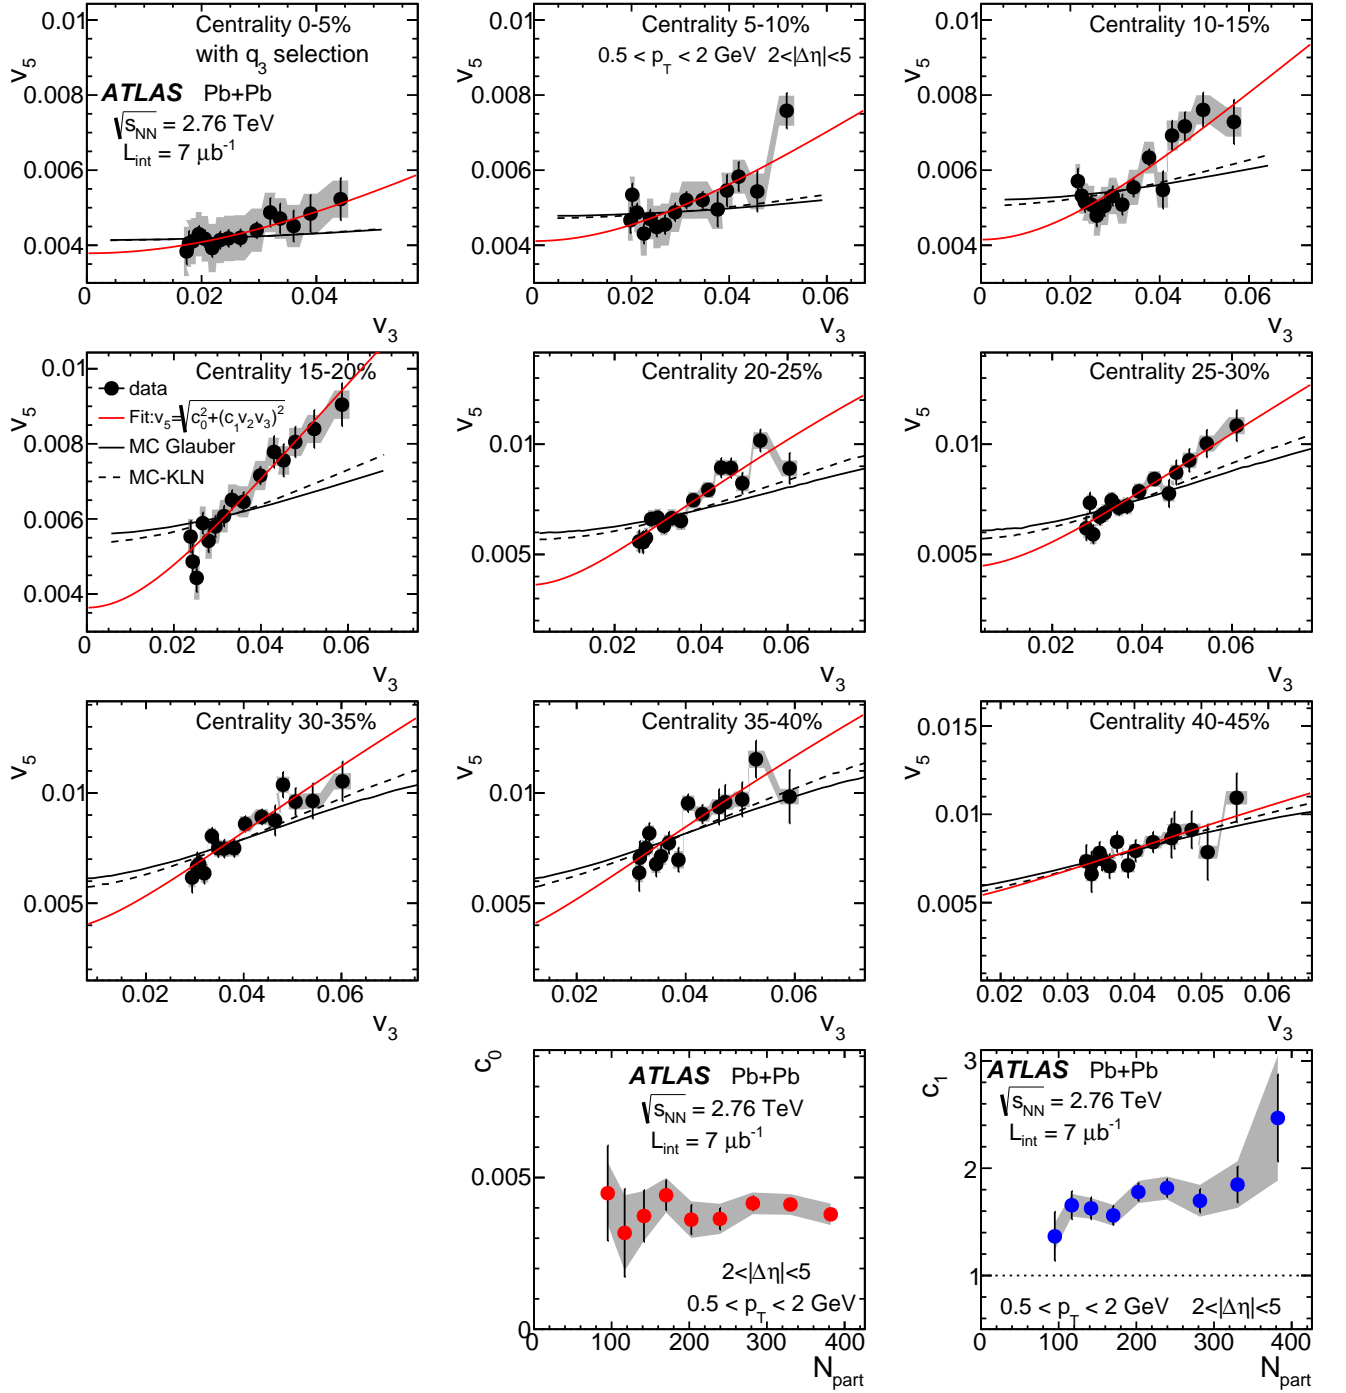 v5
0.01
0.008
0.006
0.004
Centrality 0-5%
with q3 selection
ATLAS Pb+Pb
√sNN = 2.76 TeV
Lint = 7 μb-1
0 0.02 0.04
v3
v5
0.01
0.008
0.006
0.004
Centrality 5-10%
0.5 < pT < 2 GeV 2<|Δη|<5
0 0.02 0.04 0.06
v3
v5
0.01
0.008
0.006
0.004
Centrality 10-15%
0 0.02 0.04 0.06
v3
v5
0.01
0.008
0.006
0.004
Centrality 15-20%
data
Fit:v5=√c0²+(c1v2v3)²
MC Glauber
MC-KLN
0 0.02 0.04 0.06
v3
v5
0.01
0.005
Centrality 20-25%
0.02 0.04 0.06
v3
v5
0.01
0.005
Centrality 25-30%
0.02 0.04 0.06
v3
v5
0.01
0.005
Centrality 30-35%
0.02 0.04 0.06
v3
v5
0.01
0.005
Centrality 35-40%
0.02 0.04 0.06
v3
v5
0.015
0.01
0.005
Centrality 40-45%
0.02 0.03 0.04 0.05 0.06
v3
c0
0.005
0
ATLAS Pb+Pb
√sNN = 2.76 TeV
Lint = 7 μb-1
2<|Δη|<5
0.5 < pT < 2 GeV
0 100 200 300 400
Npart
c1
3
2
1
ATLAS Pb+Pb
√sNN = 2.76 TeV
Lint = 7 μb-1
0.5 < pT < 2 GeV 2<|Δη|<5
0 100 200 300 400
Npart